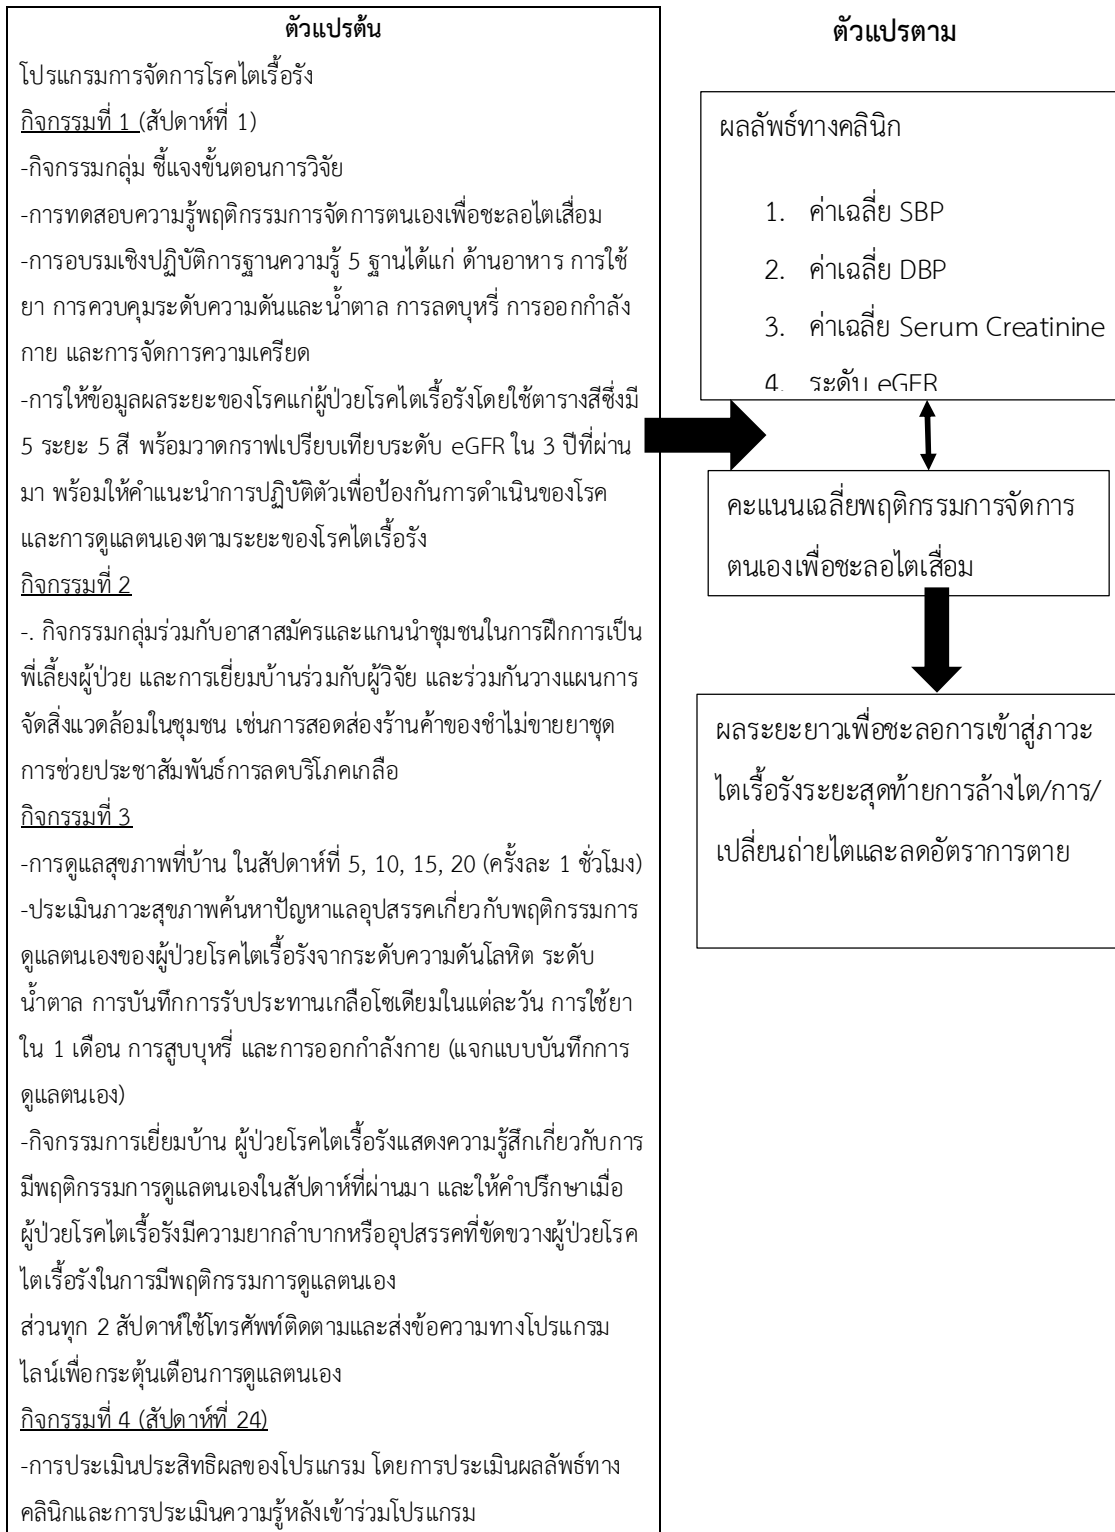 ตัวแปรต้น
โปรแกรมการจัดการโรคไตเรื้อรัง
กิจกรรมที่ 1 (สัปดาห์ที่ 1)
-กิจกรรมกลุ่ม ชี้แจงขั้นตอนการวิจัย
-การทดสอบความรู้พฤติกรรมการจัดการตนเองเพื่อชะลอไตเสื่อม
-การอบรมเชิงปฏิบัติการฐานความรู้ 5 ฐานได้แก่ ด้านอาหาร การใช้
ยา การควบคุมระดับความดันและน้ำตาล การลดบุหรี่ การออกกำลัง
กาย และการจัดการความเครียด
-การให้ข้อมูลผลระยะของโรคแก่ผู้ป่วยโรคไตเรื้อรังโดยใช้ตารางสีซึ่งมี
5 ระยะ 5 สี พร้อมวาดกราฟเปรียบเทียบระดับ eGFR ใน 3 ปีที่ผ่าน
มา พร้อมให้คำแนะนำการปฏิบัติตัวเพื่อป้องกันการดำเนินของโรค
และการดูแลตนเองตามระยะของโรคไตเรื้อรัง
กิจกรรมที่ 2
-. กิจกรรมกลุ่มร่วมกับอาสาสมัครและแกนนำชุมชนในการฝึกการเป็น
พี่เลี้ยงผู้ป่วย และการเยี่ยมบ้านร่วมกับผู้วิจัย และร่วมกันวางแผนการ
จัดสิ่งแวดล้อมในชุมชน เช่นการสอดส่องร้านค้าของชำไม่ขายยาชุด
การช่วยประชาสัมพันธ์การลดบริโภคเกลือ
กิจกรรมที่ 3
-การดูแลสุขภาพที่บ้าน ในสัปดาห์ที่ 5, 10, 15, 20 (ครั้งละ 1 ชั่วโมง)
-ประเมินภาวะสุขภาพค้นหาปัญหาแลอุปสรรคเกี่ยวกับพฤติกรรมการ
ดูแลตนเองของผู้ป่วยโรคไตเรื้อรังจากระดับความดันโลหิต ระดับ
น้ำตาล การบันทึกการรับประทานเกลือโซเดียมในแต่ละวัน การใช้ยา
ใน 1 เดือน การสูบบุหรี่ และการออกกำลังกาย (แจกแบบบันทึกการ
ดูแลตนเอง)
-กิจกรรมการเยี่ยมบ้าน ผู้ป่วยโรคไตเรื้อรังแสดงความรู้สึกเกี่ยวกับการ
มีพฤติกรรมการดูแลตนเองในสัปดาห์ที่ผ่านมา และให้คำปรึกษาเมื่อ
ผู้ป่วยโรคไตเรื้อรังมีความยากลำบากหรืออุปสรรคที่ขัดขวางผู้ป่วยโรค
ไตเรื้อรังในการมีพฤติกรรมการดูแลตนเอง
ส่วนทุก 2 สัปดาห์ใช้โทรศัพท์ติดตามและส่งข้อความทางโปรแกรม
ไลน์เพื่อกระตุ้นเตือนการดูแลตนเอง
กิจกรรมที่ 4 (สัปดาห์ที่ 24)
-การประเมินประสิทธิผลของโปรแกรม โดยการประเมินผลลัพธ์ทาง
คลินิกและการประเมินความรู้หลังเข้าร่วมโปรแกรม
ตัวแปรตาม
ผลลัพธ์ทางคลินิก
1. ค่าเฉลี่ย SBP
2. ค่าเฉลี่ย DBP
3. ค่าเฉลี่ย Serum Creatinine
4. ระดับ eGFR
คะแนนเฉลี่ยพฤติกรรมการจัดการ
ตนเองเพื่อชะลอไตเสื่อม
ผลระยะยาวเพื่อชะลอการเข้าสู่ภาวะ
ไตเรื้อรังระยะสุดท้ายการล้างไต/การ/
เปลี่ยนถ่ายไตและลดอัตราการตาย